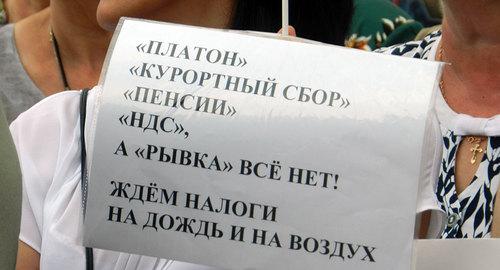 «ПЛАТОН»
«КУРОРТНЫЙ СБОР»
«ПЕНСИИ»
«НДС»,
А «РЫВКА» ВСЁ НЕТ!
ЖДЁМ НАЛОГИ
НА ДОЖДЬ И НА ВОЗДУХ